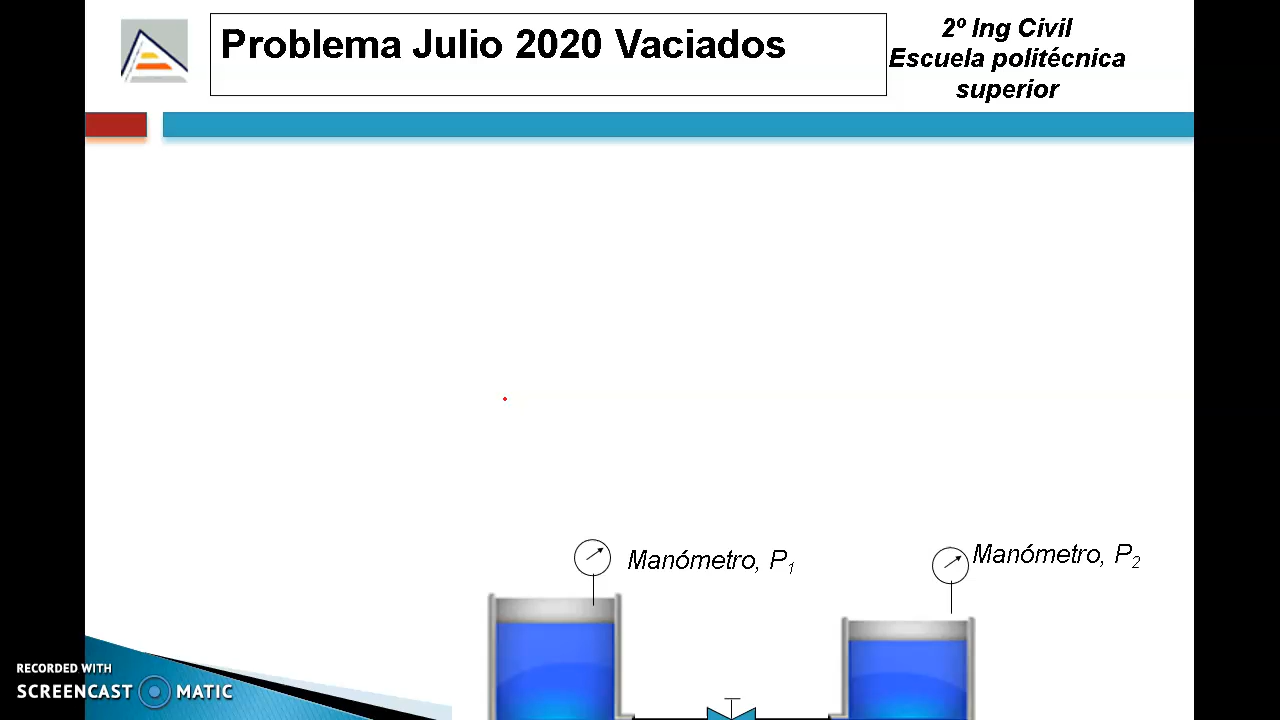 Problema Julio 2020 Vaciados
2º Ing Civil
Escuela politécnica
superior
Manómetro, P1
Manómetro, P2
RECORDED WITH
SCREENCAST MATIC